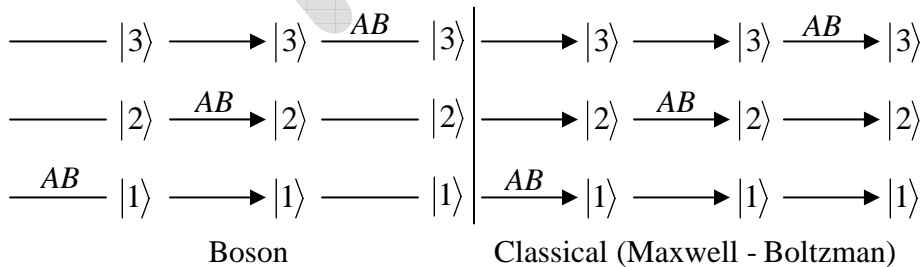 |3⟩ |3⟩ AB |3⟩ |3⟩ |3⟩ AB |3⟩
|2⟩ AB |2⟩ |2⟩ |2⟩ AB |2⟩ |2⟩
AB |1⟩ |1⟩ |1⟩ AB |1⟩ |1⟩ |1⟩
Boson Classical (Maxwell - Boltzman)